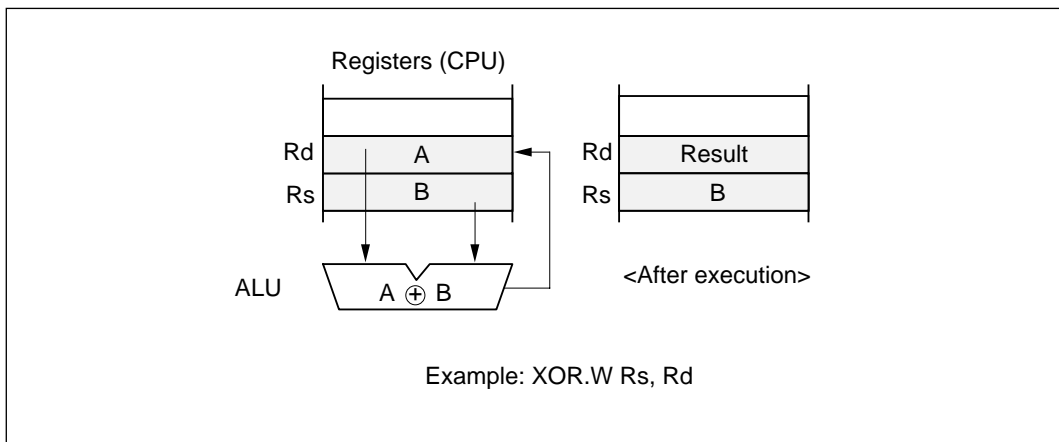 Registers (CPU)
Rd A Rd Result
Rs B Rs B
ALU A ⊕ B <After execution>
Example: XOR.W Rs, Rd